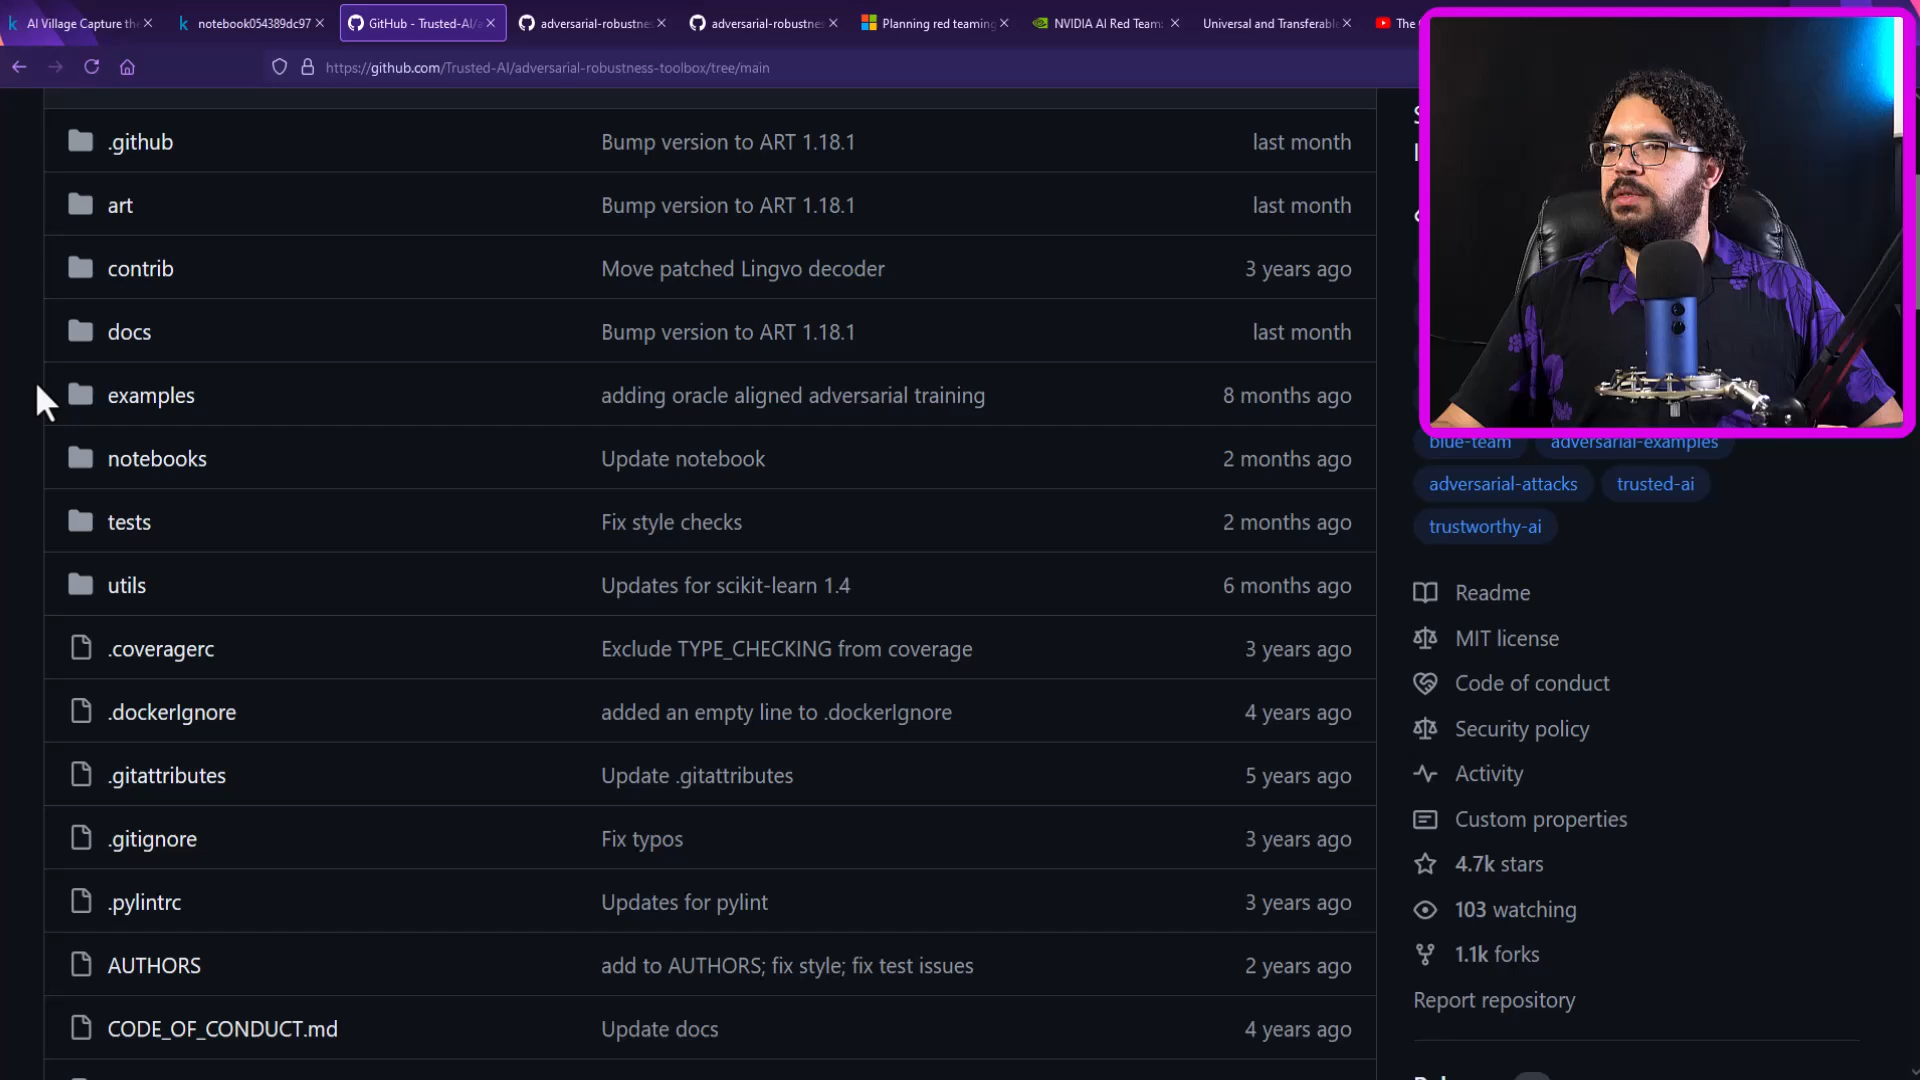 AI Village Capture the
notebook054389dc97
GitHub - Trusted-AI/a
adversarial-robustnes
adversarial-robustnes
Planning red teaming
NVIDIA AI Red Team:
Universal and Transferable
The
https://github.com/Trusted-AI/adversarial-robustness-toolbox/tree/main
.github Bump version to ART 1.18.1 last month
art Bump version to ART 1.18.1 last month
contrib Move patched Lingvo decoder 3 years ago
docs Bump version to ART 1.18.1 last month
examples adding oracle aligned adversarial training 8 months ago
notebooks Update notebook 2 months ago
tests Fix style checks 2 months ago
utils Updates for scikit-learn 1.4 6 months ago
.coveragerc Exclude TYPE_CHECKING from coverage 3 years ago
.dockerIgnore added an empty line to .dockerIgnore 4 years ago
.gitattributes Update .gitattributes 5 years ago
.gitignore Fix typos 3 years ago
.pylintrc Updates for pylint 3 years ago
AUTHORS add to AUTHORS; fix style; fix test issues 2 years ago
CODE_OF_CONDUCT.md Update docs 4 years ago
blue-team adversarial-examples
adversarial-attacks trusted-ai
trustworthy-ai
Readme
MIT license
Code of conduct
Security policy
Activity
Custom properties
4.7k stars
103 watching
1.1k forks
Report repository